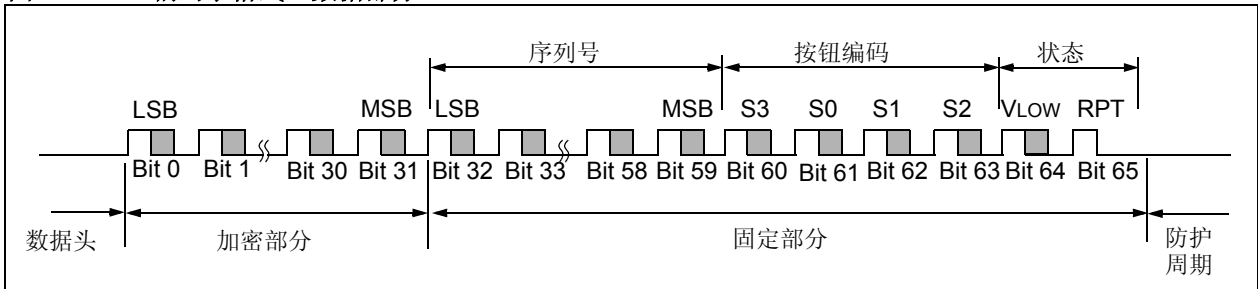 序列号 按钮编码 状态
LSB MSB LSB MSB S3 S0 S1 S2 VLOW RPT
Bit 0 Bit 1 Bit 30 Bit 31 Bit 32 Bit 33 Bit 58 Bit 59 Bit 60 Bit 61 Bit 62 Bit 63 Bit 64 Bit 65
数据头 加密部分 固定部分 防护
周期